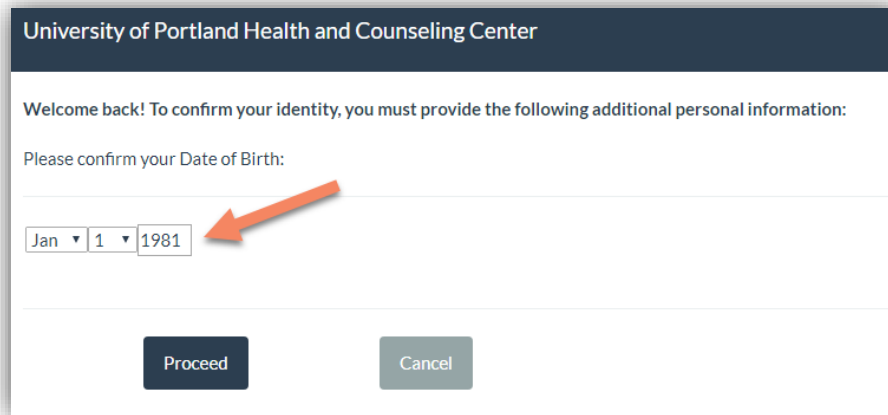 University of Portland Health and Counseling Center
Welcome back! To confirm your identity, you must provide the following additional personal information:
Please confirm your Date of Birth:
Jan 1 1981
Proceed Cancel